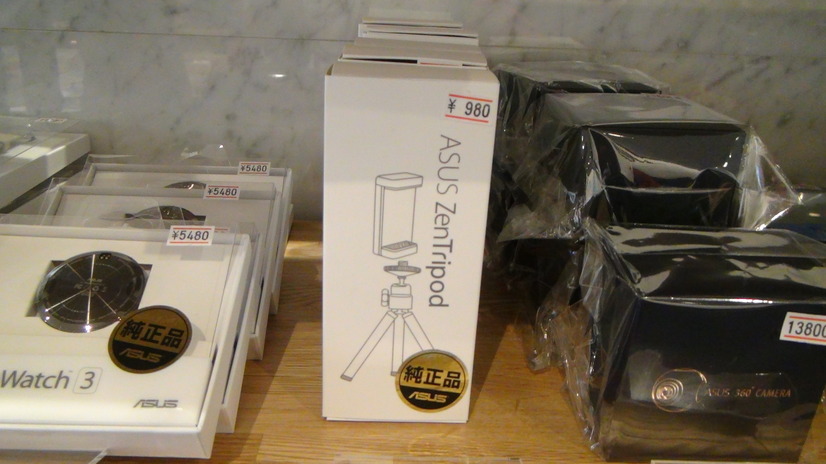 ¥5480
¥5480
¥5480
純正品
ASUS
Watch 3
ASUS
¥ 980
ASUS ZenTripod
純正品
ASUS
13800
ASUS 360° CAMERA